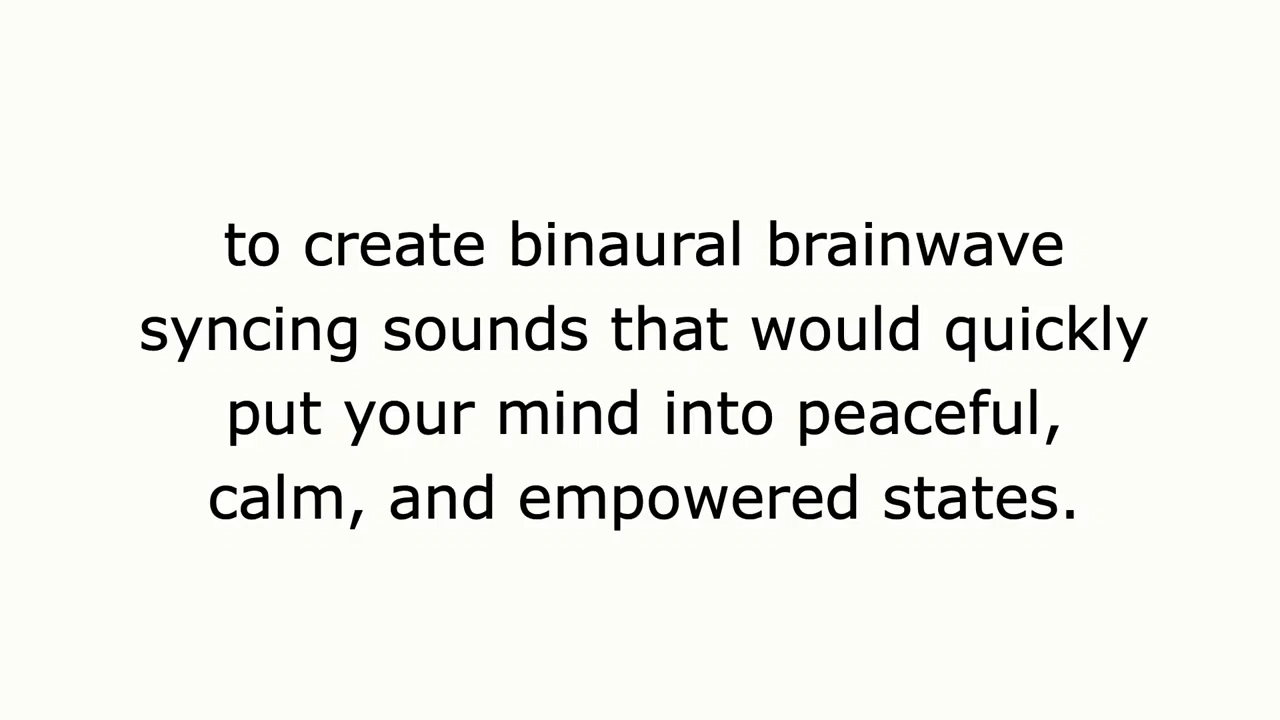 to create binaural brainwave
syncing sounds that would quickly
put your mind into peaceful,
calm, and empowered states.